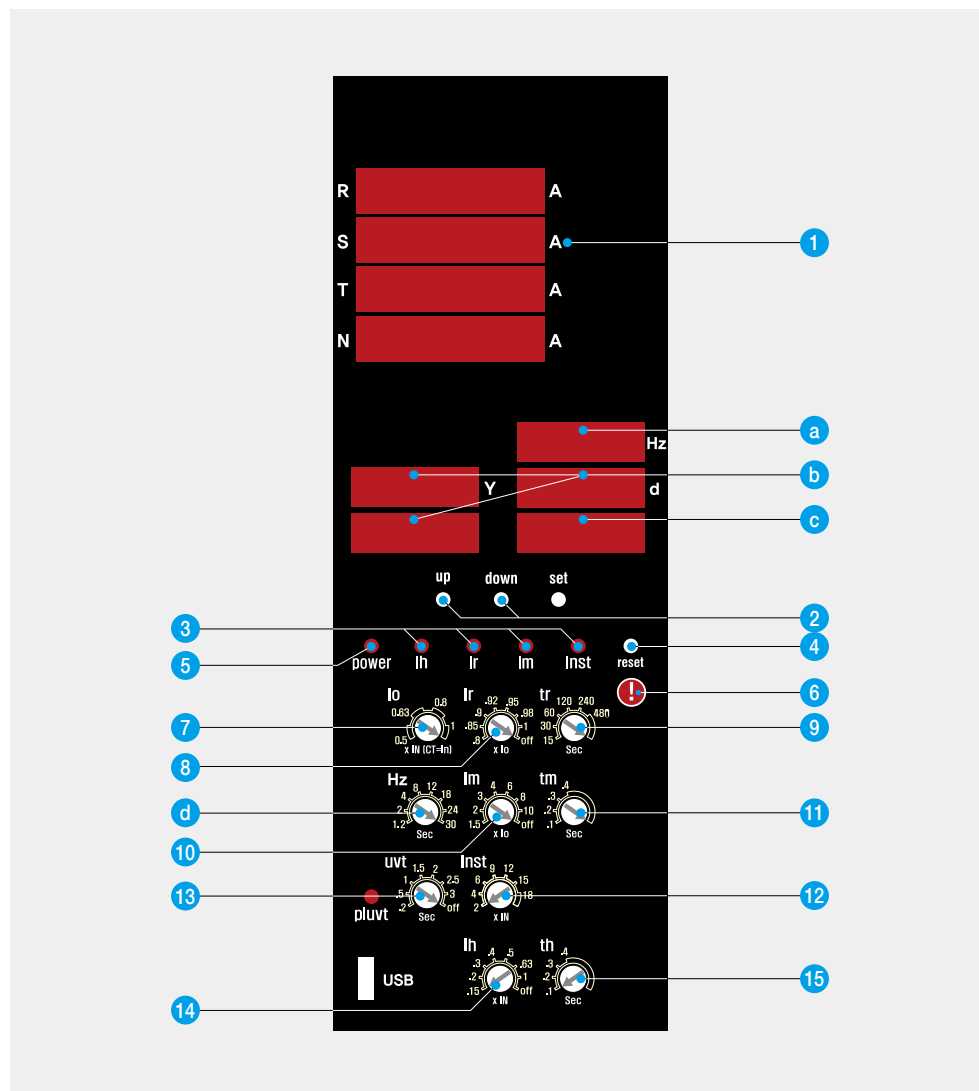 R A
S A 1
T A
N A
a
Hz
b
Y d
c
up down set
2
3 4
power Ih Ir Im Inst reset
5
! 6
Io Ir tr
0.63 0.8 .92 .95 120 240
.9 .98 60 480
7 0.5 1 .85 1 30 9
.8 off 15
x IN (CT=In) x Io Sec
8
Hz Im tm
8 12 4 6 .4
4 18 3 8 .3
d 2 24 2 10 .2 11
1.2 30 1.5 off .1
Sec x Io Sec
10
uvt Inst
1.5 2 9 12
1 2.5 6 15
13 .5 3 4 18 12
.2 off 2
pluvt Sec x IN
Ih th
.4 .5 .4
.3 .63 .3
USB .2 1 .2 15
.15 off .1
x IN Sec
14